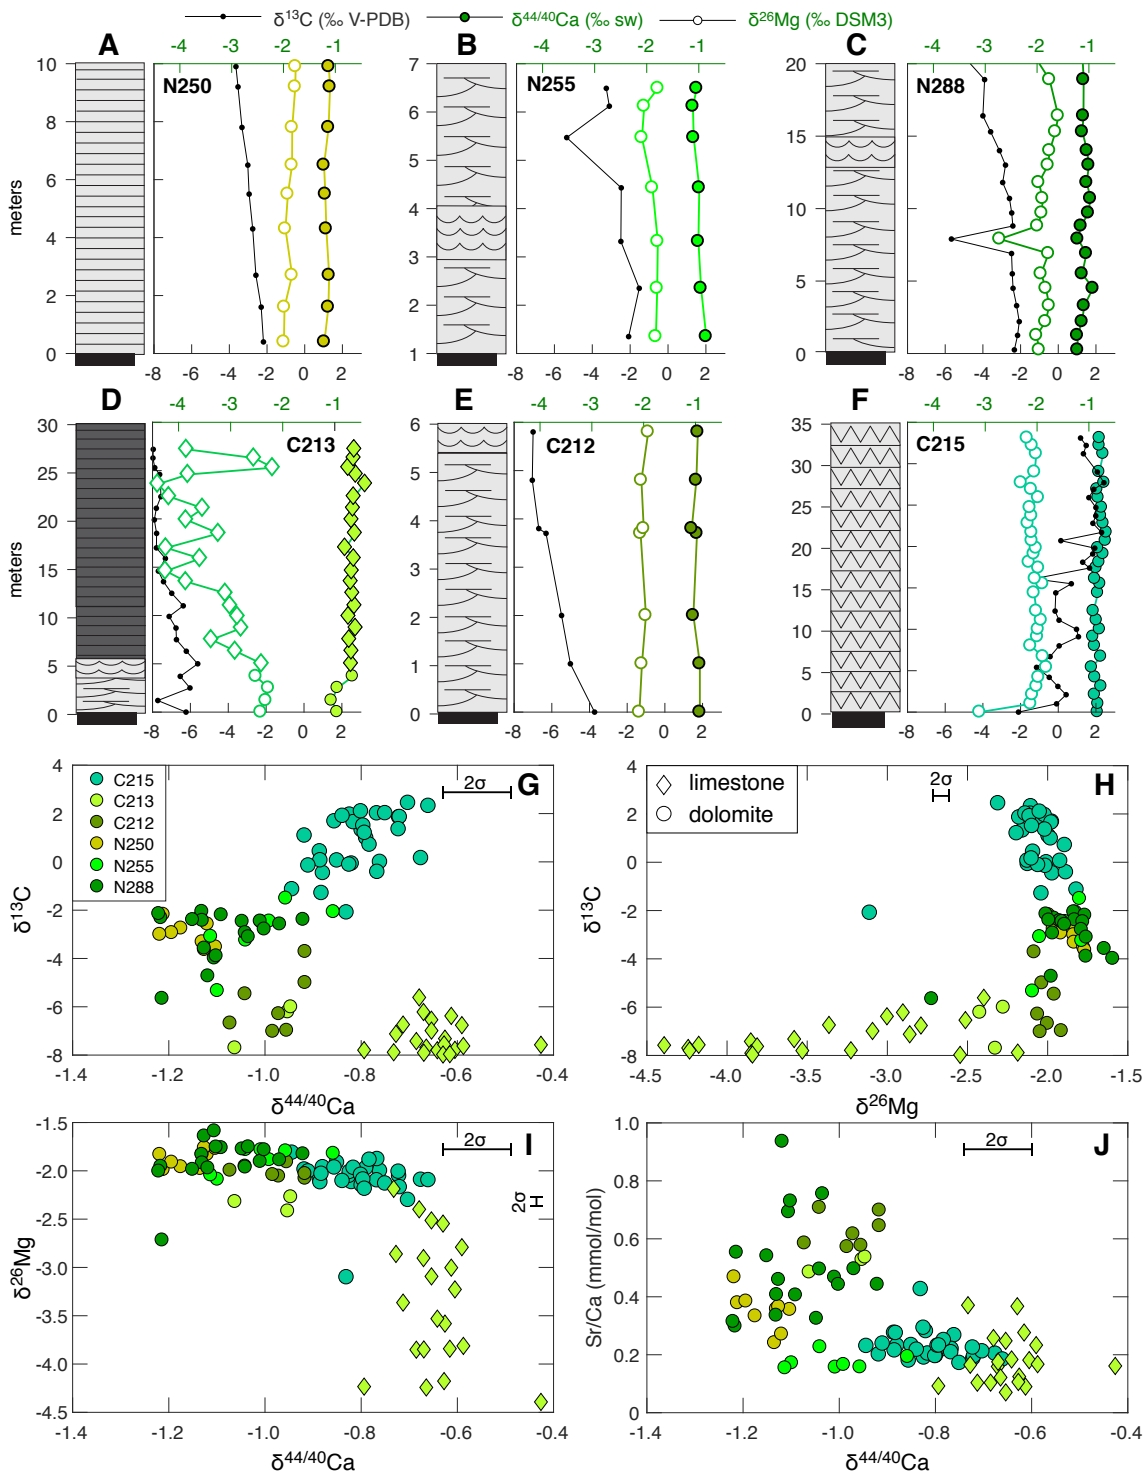 δ13C (‰ V-PDB) δ44/40Ca (‰ sw) δ26Mg (‰ DSM3)
A B C
-4 -3 -2 -1 -4 -3 -2 -1 -4 -3 -2 -1
N250 N255 N288
meters
10 8 6 4 2 0
7 6 5 4 3 2 1
20 15 10 5 0
-8 -6 -4 -2 0 2 -8 -6 -4 -2 0 2 -8 -6 -4 -2 0 2
D E F
-4 -3 -2 -1 -4 -3 -2 -1 -4 -3 -2 -1
C213 C212 C215
meters
30 25 20 15 10 5 0
6 5 4 3 2 1 0
35 30 25 20 15 10 5 0
-8 -6 -4 -2 0 2 -8 -6 -4 -2 0 2 -8 -6 -4 -2 0 2
G
C215
C213
C212
N250
N255
N288
2σ
δ13C
4 2 0 -2 -4 -6 -8
-1.4 -1.2 -1.0 -0.8 -0.6 -0.4
δ44/40Ca
H
limestone
dolomite
2σ
δ13C
4 2 0 -2 -4 -6 -8
-4.5 -4.0 -3.5 -3.0 -2.5 -2.0 -1.5
δ26Mg
I
2σ
2σ
δ26Mg
-1.5 -2.0 -2.5 -3.0 -3.5 -4.0 -4.5
-1.4 -1.2 -1.0 -0.8 -0.6 -0.4
δ44/40Ca
J
2σ
Sr/Ca (mmol/mol)
1.0 0.8 0.6 0.4 0.2 0
-1.4 -1.2 -1.0 -0.8 -0.6 -0.4
δ44/40Ca